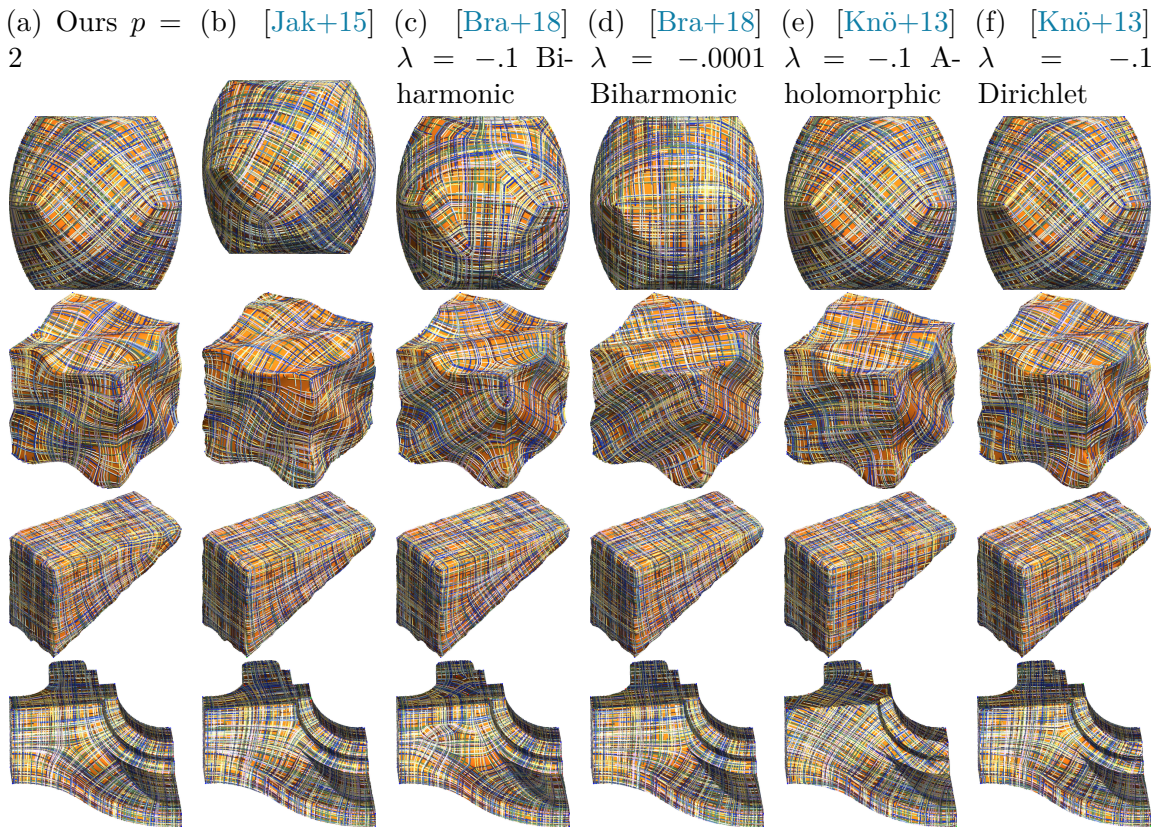 (a) Ours p =
2
(b) [Jak+15]
(c) [Bra+18]
λ = −.1 Bi-
harmonic
(d) [Bra+18]
λ = −.0001
Biharmonic
(e) [Knö+13]
λ = −.1 A-
holomorphic
(f) [Knö+13]
λ = −.1
Dirichlet